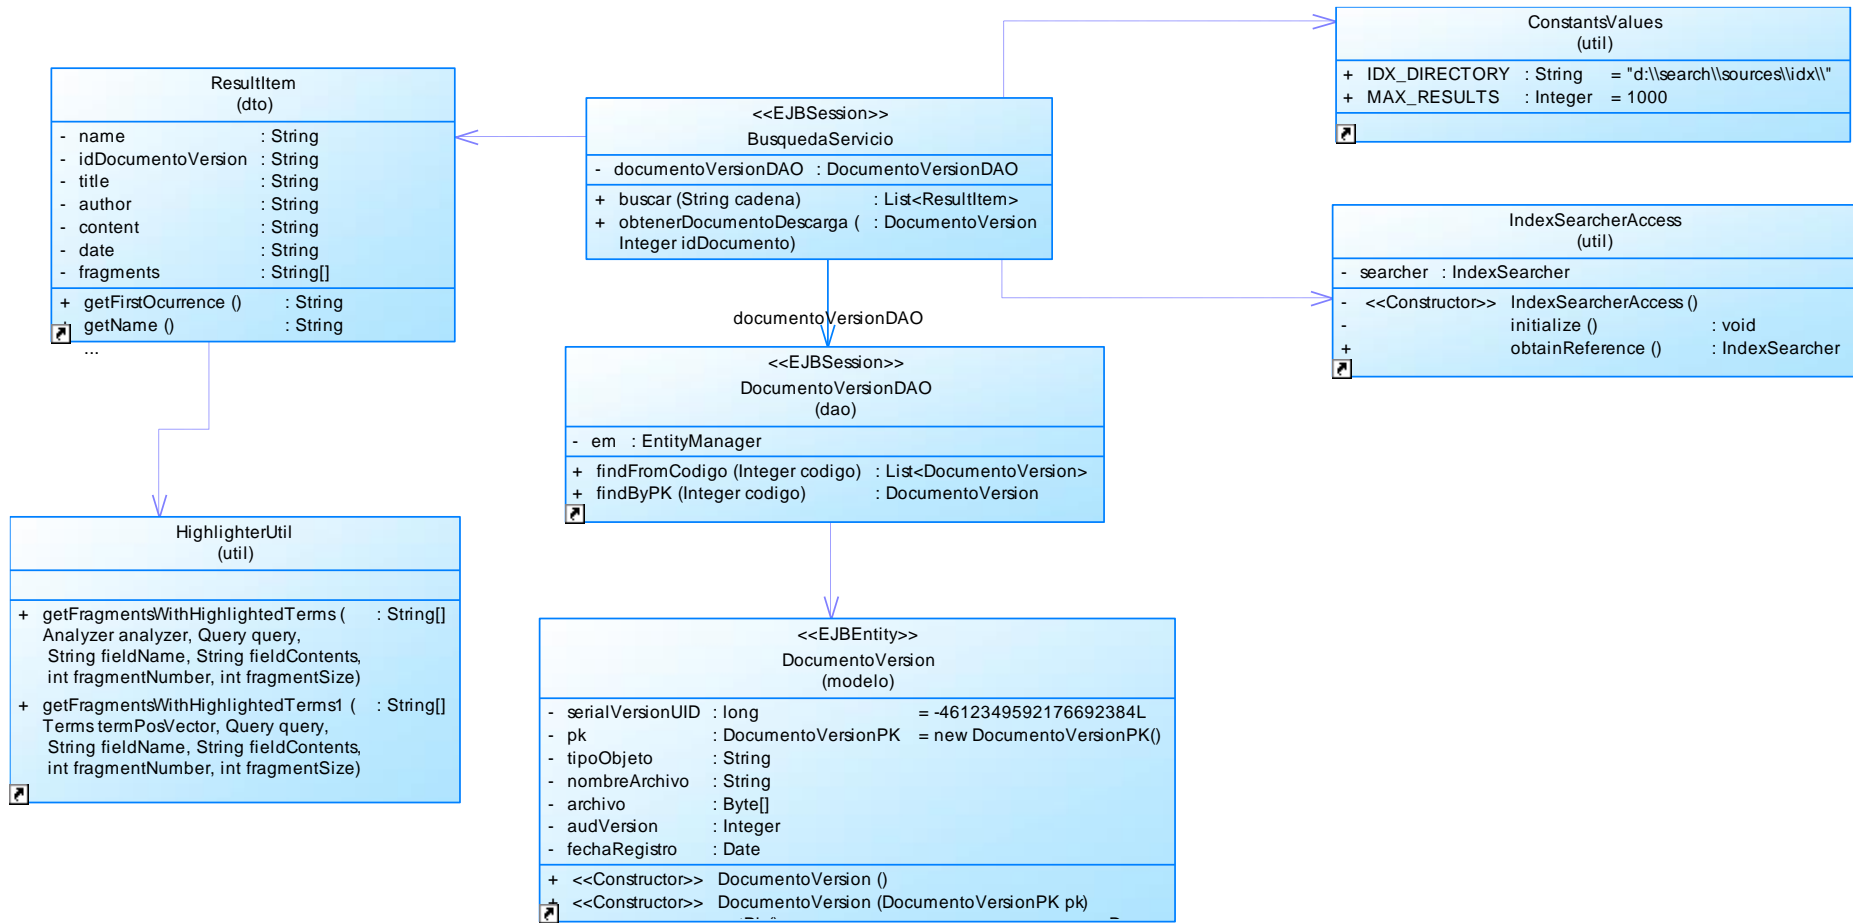 ResultItem
(dto)
- name : String
- idDocumentoVersion : String
- title : String
- author : String
- content : String
- date : String
- fragments : String[]
+ getFirstOcurrence () : String
+ getName () : String
...
<<EJBSession>>
BusquedaServicio
- documentoVersionDAO : DocumentoVersionDAO
+ buscar (String cadena) : List<ResultItem>
+ obtenerDocumentoDescarga ( : DocumentoVersion
Integer idDocumento)
ConstantsValues
(util)
+ IDX_DIRECTORY : String = "d:\\search\\sources\\idx\\"
+ MAX_RESULTS : Integer = 1000
IndexSearcherAccess
(util)
- searcher : IndexSearcher
- <<Constructor>> IndexSearcherAccess ()
- initialize () : void
+ obtainReference () : IndexSearcher
documentoVersionDAO
<<EJBSession>>
DocumentoVersionDAO
(dao)
- em : EntityManager
+ findFromCodigo (Integer codigo) : List<DocumentoVersion>
+ findByPK (Integer codigo) : DocumentoVersion
HighlighterUtil
(util)
+ getFragmentsWithHighlightedTerms ( : String[]
Analyzer analyzer, Query query,
String fieldName, String fieldContents,
int fragmentNumber, int fragmentSize)
+ getFragmentsWithHighlightedTerms1 ( : String[]
Terms termPosVector, Query query,
String fieldName, String fieldContents,
int fragmentNumber, int fragmentSize)
<<EJBEntity>>
DocumentoVersion
(modelo)
- serialVersionUID : long = -4612349592176692384L
- pk : DocumentoVersionPK = new DocumentoVersionPK()
- tipoObjeto : String
- nombreArchivo : String
- archivo : Byte[]
- audVersion : Integer
- fechaRegistro : Date
+ <<Constructor>> DocumentoVersion ()
+ <<Constructor>> DocumentoVersion (DocumentoVersionPK pk)